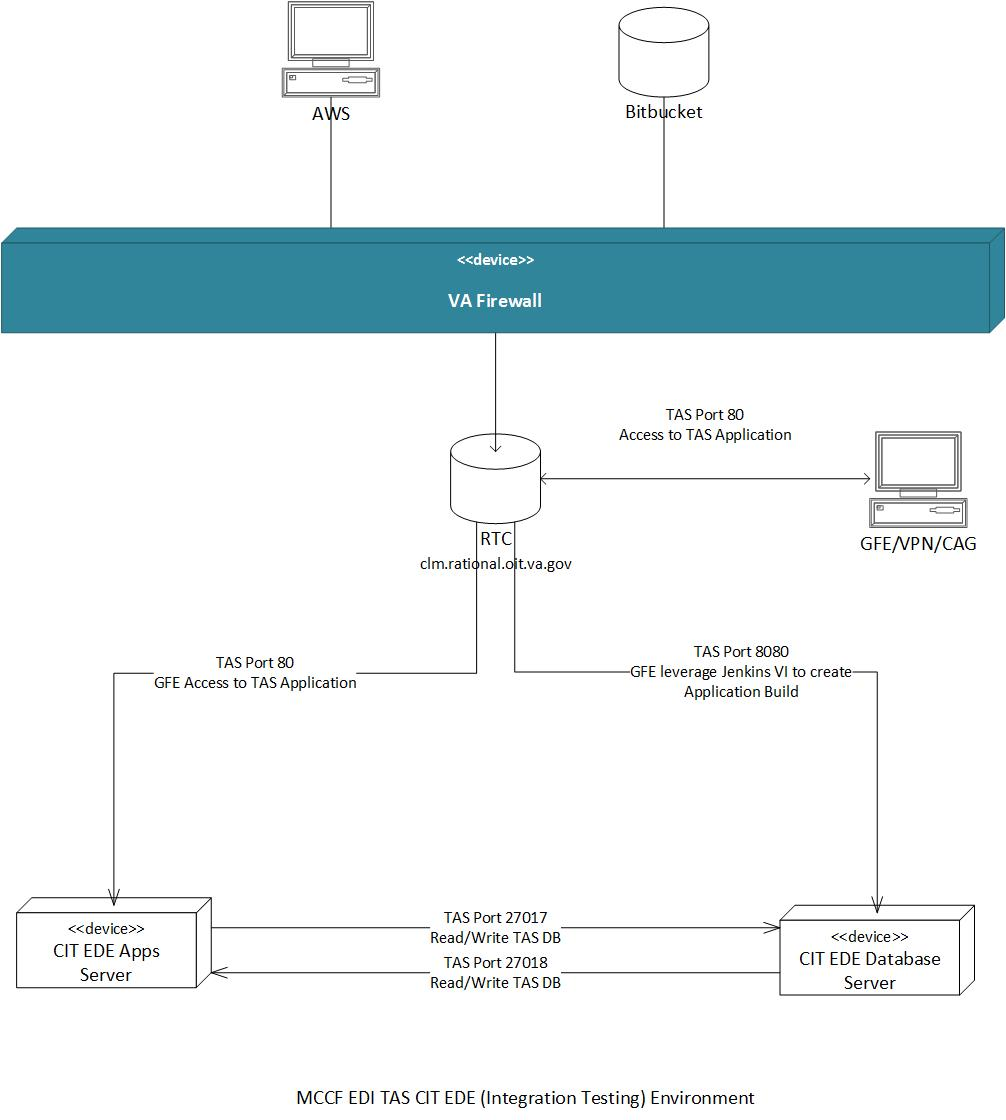 AWS
Bitbucket
<<device>>
VA Firewall
TAS Port 80
Access to TAS Application
RTC
clm.rational.oit.va.gov
GFE/VPN/CAG
TAS Port 80
GFE Access to TAS Application
TAS Port 8080
GFE leverage Jenkins VI to create
Application Build
<<device>>
CIT EDE Apps
Server
TAS Port 27017
Read/Write TAS DB
TAS Port 27018
Read/Write TAS DB
<<device>>
CIT EDE Database
Server
MCCF EDI TAS CIT EDE (Integration Testing) Environment